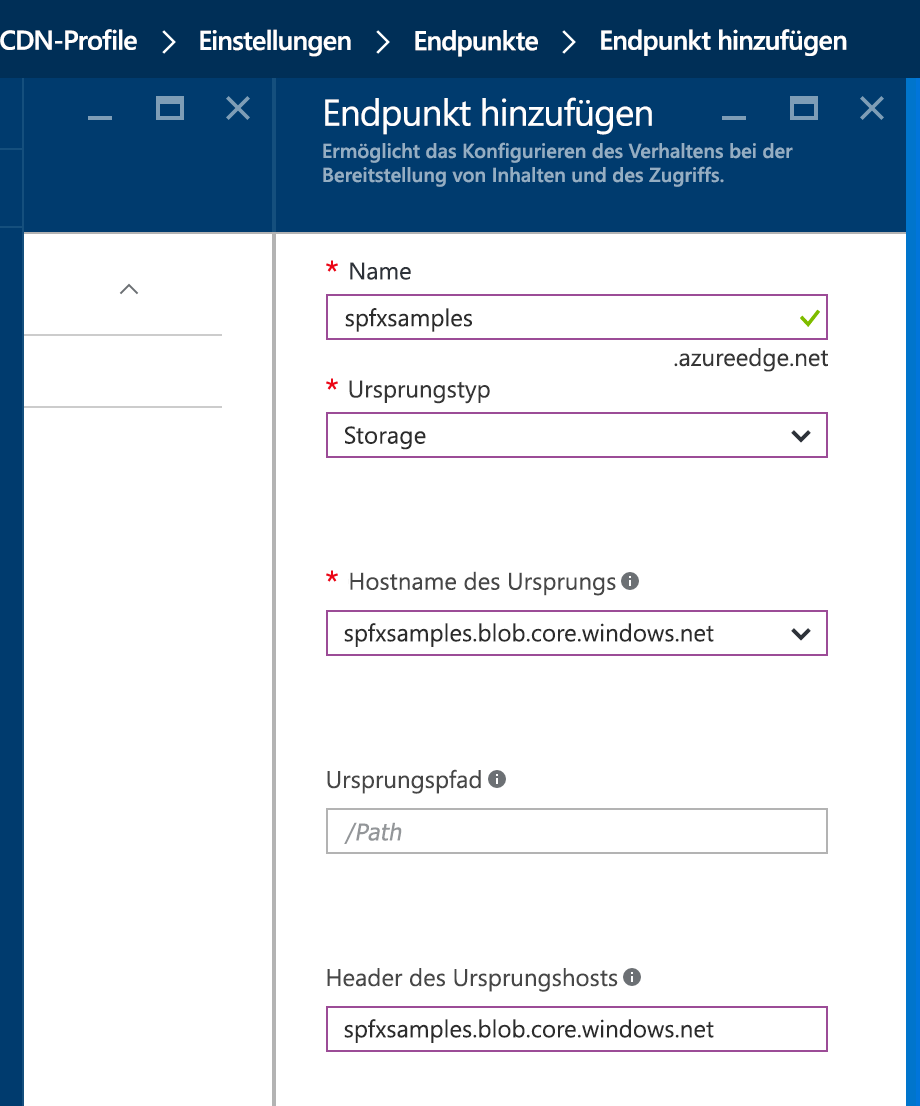 CDN-Profile > Einstellungen > Endpunkte > Endpunkt hinzufügen
Endpunkt hinzufügen
Ermöglicht das Konfigurieren des Verhaltens bei der
Bereitstellung von Inhalten und des Zugriffs.
* Name
spfxsamples
.azureedge.net
* Ursprungstyp
Storage
* Hostname des Ursprungs
spfxsamples.blob.core.windows.net
Ursprungspfad
/Path
Header des Ursprungshosts
spfxsamples.blob.core.windows.net